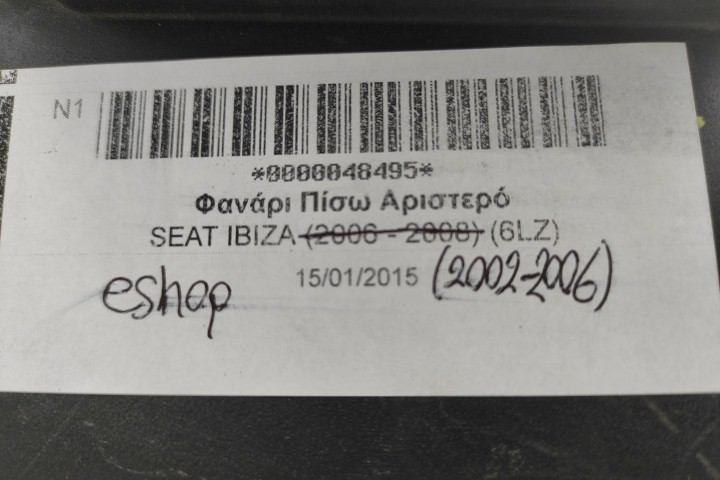 N1
*0000048495*
Φανάρι Πίσω Αριστερό
SEAT IBIZA (2006 - 2008) (6LZ)
15/01/2015 (2002-2006)
eshop